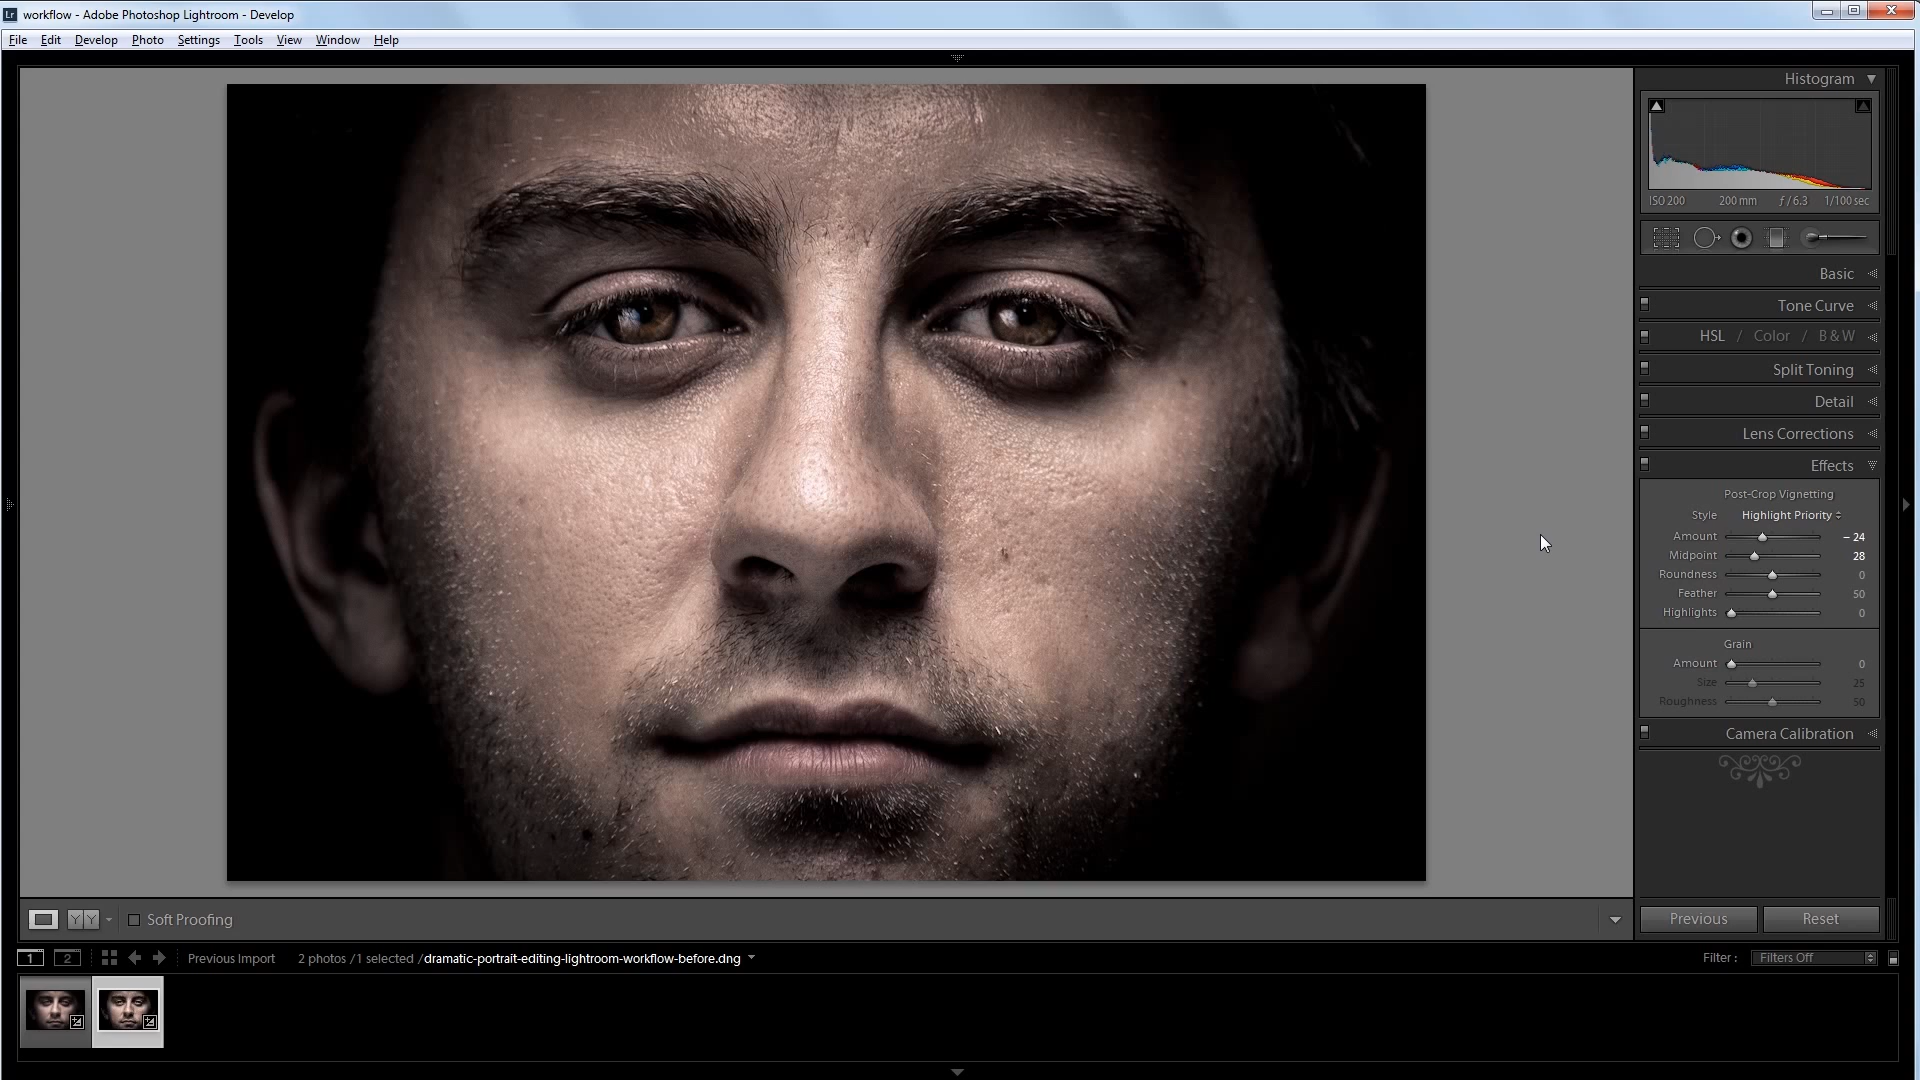 Lr workflow - Adobe Photoshop Lightroom - Develop
File Edit Develop Photo Settings Tools View Window Help
Histogram
ISO 200 200 mm ƒ / 6.3 1/100 sec
Basic
Tone Curve
HSL / Color / B & W
Split Toning
Detail
Lens Corrections
Effects
Post-Crop Vignetting
Style Highlight Priority
Amount – 24
Midpoint 28
Roundness 0
Feather 50
Highlights 0
Grain
Amount 0
Size 25
Roughness 50
Camera Calibration
Y Y Soft Proofing
Previous Reset
1 2 Previous Import 2 photos / 1 selected / dramatic-portrait-editing-lightroom-workflow-before.dng Filter : Filters Off